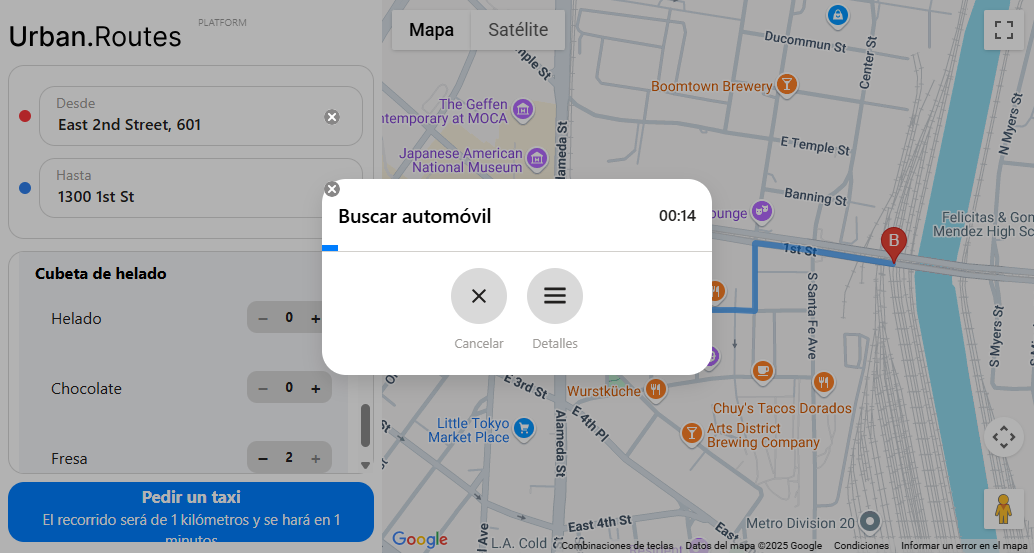 Urban.Routes
PLATFORM
Desde
East 2nd Street, 601
Hasta
1300 1st St
Cubeta de helado
Helado
0
Chocolate
0
Fresa
2
Pedir un taxi
El recorrido será de 1 kilómetros y se hará en 1
minutos
Buscar automóvil
00:14
Cancelar
Detalles
Mapa
Satélite
Ducommun St
Center St
Boomtown Brewery
The Geffen
ntemporary at MOCA
Alameda St
E Temple St
N Myers St
Japanese American
National Museum
Banning St
ounge
Felicitas & Gon
Mendez High Sc
B
1st St
S Santa Fe Ave
S Myers St
E 3rd St
Wurstküche
Chuy's Tacos Dorados
E 4th Pl
Little Tokyo
Market Place
Alameda St
Arts District
Brewing Company
Metro Division 20
East 4th St
East
L.A. Cold
Google
Combinaciones de teclas
Datos del mapa ©2025 Google
Condiciones
Informar un error en el mapa